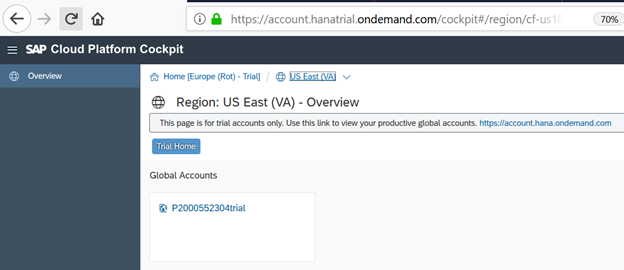 https://account.hanatrial.ondemand.com/cockpit#/region/cf-us10
70%
SAP Cloud Platform Cockpit
Overview
Home [Europe (Rot) - Trial] / US East (VA)
Region: US East (VA) - Overview
This page is for trial accounts only. Use this link to view your productive global accounts. https://account.hana.ondemand.com
Trial Home
Global Accounts
P2000552304trial